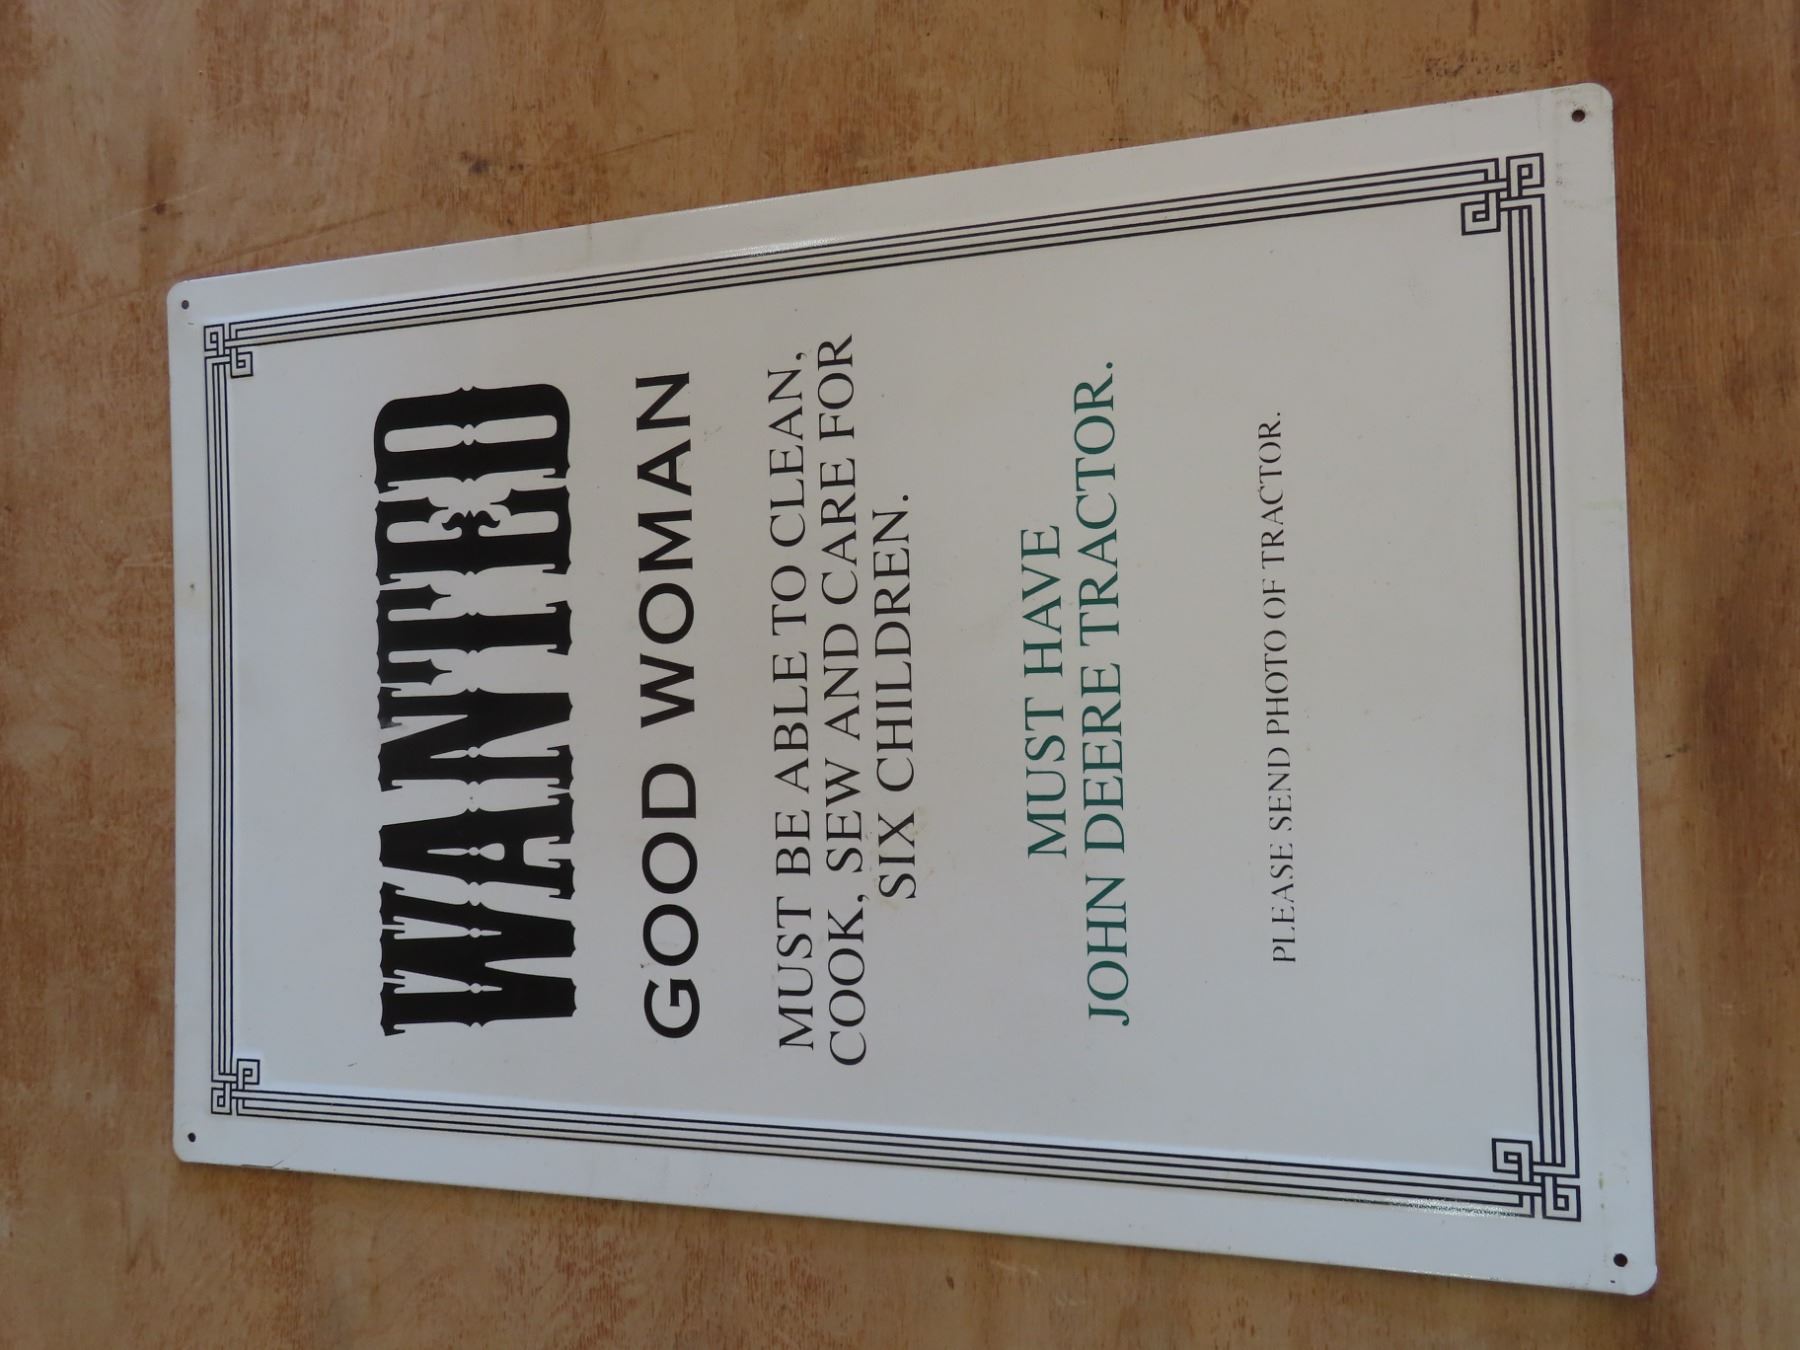 WANTED
GOOD WOMAN
MUST BE ABLE TO CLEAN,
COOK, SEW AND CARE FOR
SIX CHILDREN.
MUST HAVE
JOHN DEERE TRACTOR.
PLEASE SEND PHOTO OF TRACTOR.